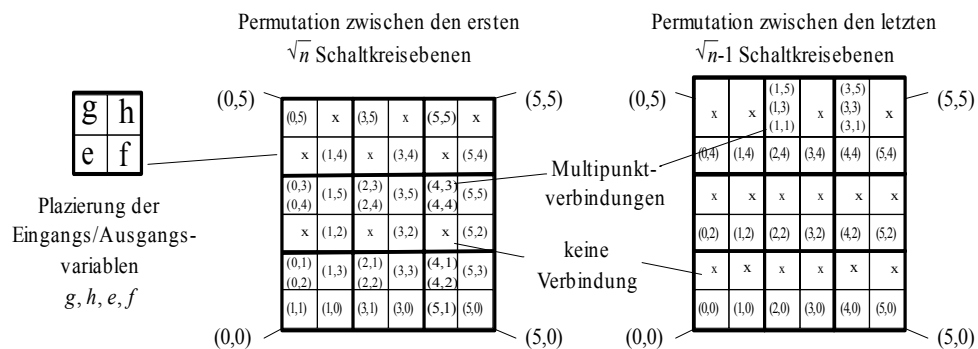 Permutation zwischen den ersten
√n Schaltkreisebenen
Permutation zwischen den letzten
√n-1 Schaltkreisebenen
g h
e f
Plazierung der
Eingangs/Ausgangs-
variablen
g, h, e, f
(0,5) (5,5)
(0,5) x (3,5) x (5,5) x
x (1,4) x (3,4) x (5,4)
(0,3) (0,4) (1,5) (2,3) (2,4) (3,5) (4,3) (4,4) (5,5)
x (1,2) x (3,2) x (5,2)
(0,1) (0,2) (1,3) (2,1) (2,2) (3,3) (4,1) (4,2) (5,3)
(1,1) (1,0) (3,1) (3,0) (5,1) (5,0)
(0,0) (5,0)
Multipunkt-
verbindungen
keine
Verbindung
(0,5) (5,5)
x x (1,5) (1,3) (1,1) x (3,5) (3,3) (3,1) x
(0,4) (1,4) (2,4) (3,4) (4,4) (5,4)
x x x x x x
(0,2) (1,2) (2,2) (3,2) (4,2) (5,2)
x x x x x x
(0,0) (1,0) (2,0) (3,0) (4,0) (5,0)
(0,0) (5,0)